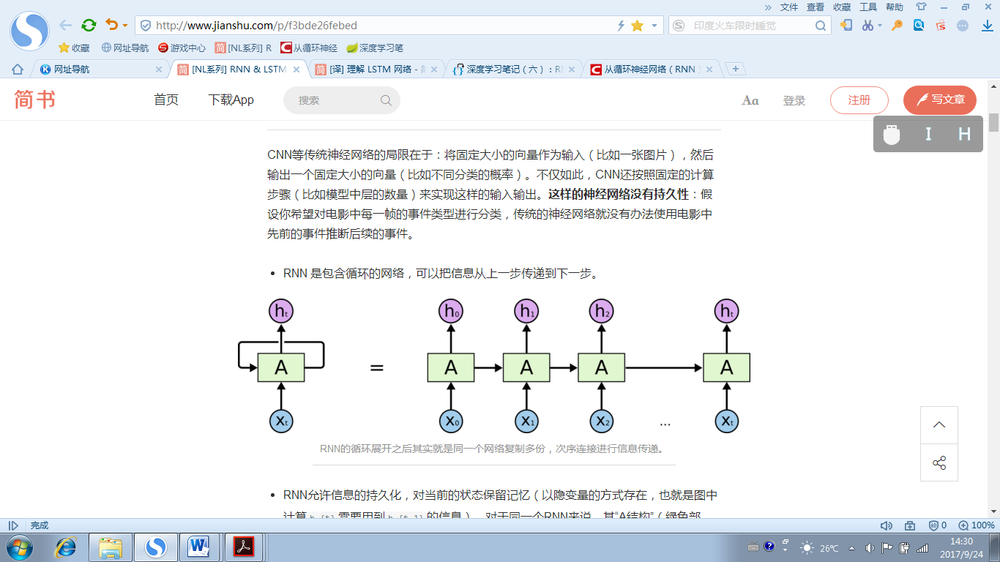 » 文件 查看 收藏 工具 帮助
http://www.jianshu.com/p/f3bde26febed
印度火车限时睡觉
收藏 网址导航 游戏中心 [NL系列] R 从循环神经 深度学习笔
网址导航 [NL系列] RNN & LSTM [译] 理解 LSTM 网络 - 深度学习笔记（六）：R 从循环神经网络（RNN）
简书 首页 下载App 搜索 Aa 登录 注册 写文章
I H
CNN等传统神经网络的局限在于：将固定大小的向量作为输入（比如一张图片），然后
输出一个固定大小的向量（比如不同分类的概率）。不仅如此，CNN还按照固定的计算
步骤（比如模型中层的数量）来实现这样的输入输出。这样的神经网络没有持久性：假
设你希望对电影中每一帧的事件类型进行分类，传统的神经网络就没有办法使用电影中
先前的事件推断后续的事件。
• RNN 是包含循环的网络，可以把信息从上一步传递到下一步。
ht h0 h1 h2 ht
A = A A A A
xt x0 x1 x2 ... xt
RNN的循环展开之后其实就是同一个网络复制多份，次序连接进行信息传递。
• RNN允许信息的持久化，对当前的状态保留记忆（以隐变量的方式存在，也就是图中
计算 h_{t} 需要用到 h_{t-1} 的信息）。对于同一个RNN来说，其“A结构”（绿色部
完成 0 100%
26℃ 14:30
2017/9/24